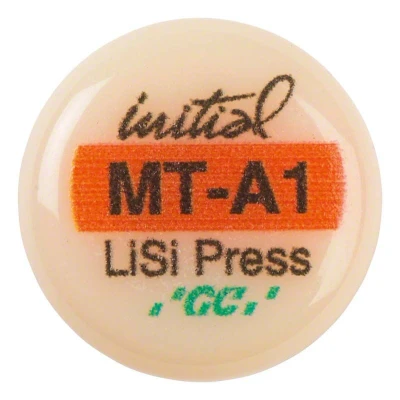 initial
MT-A1
LiSi Press
GC